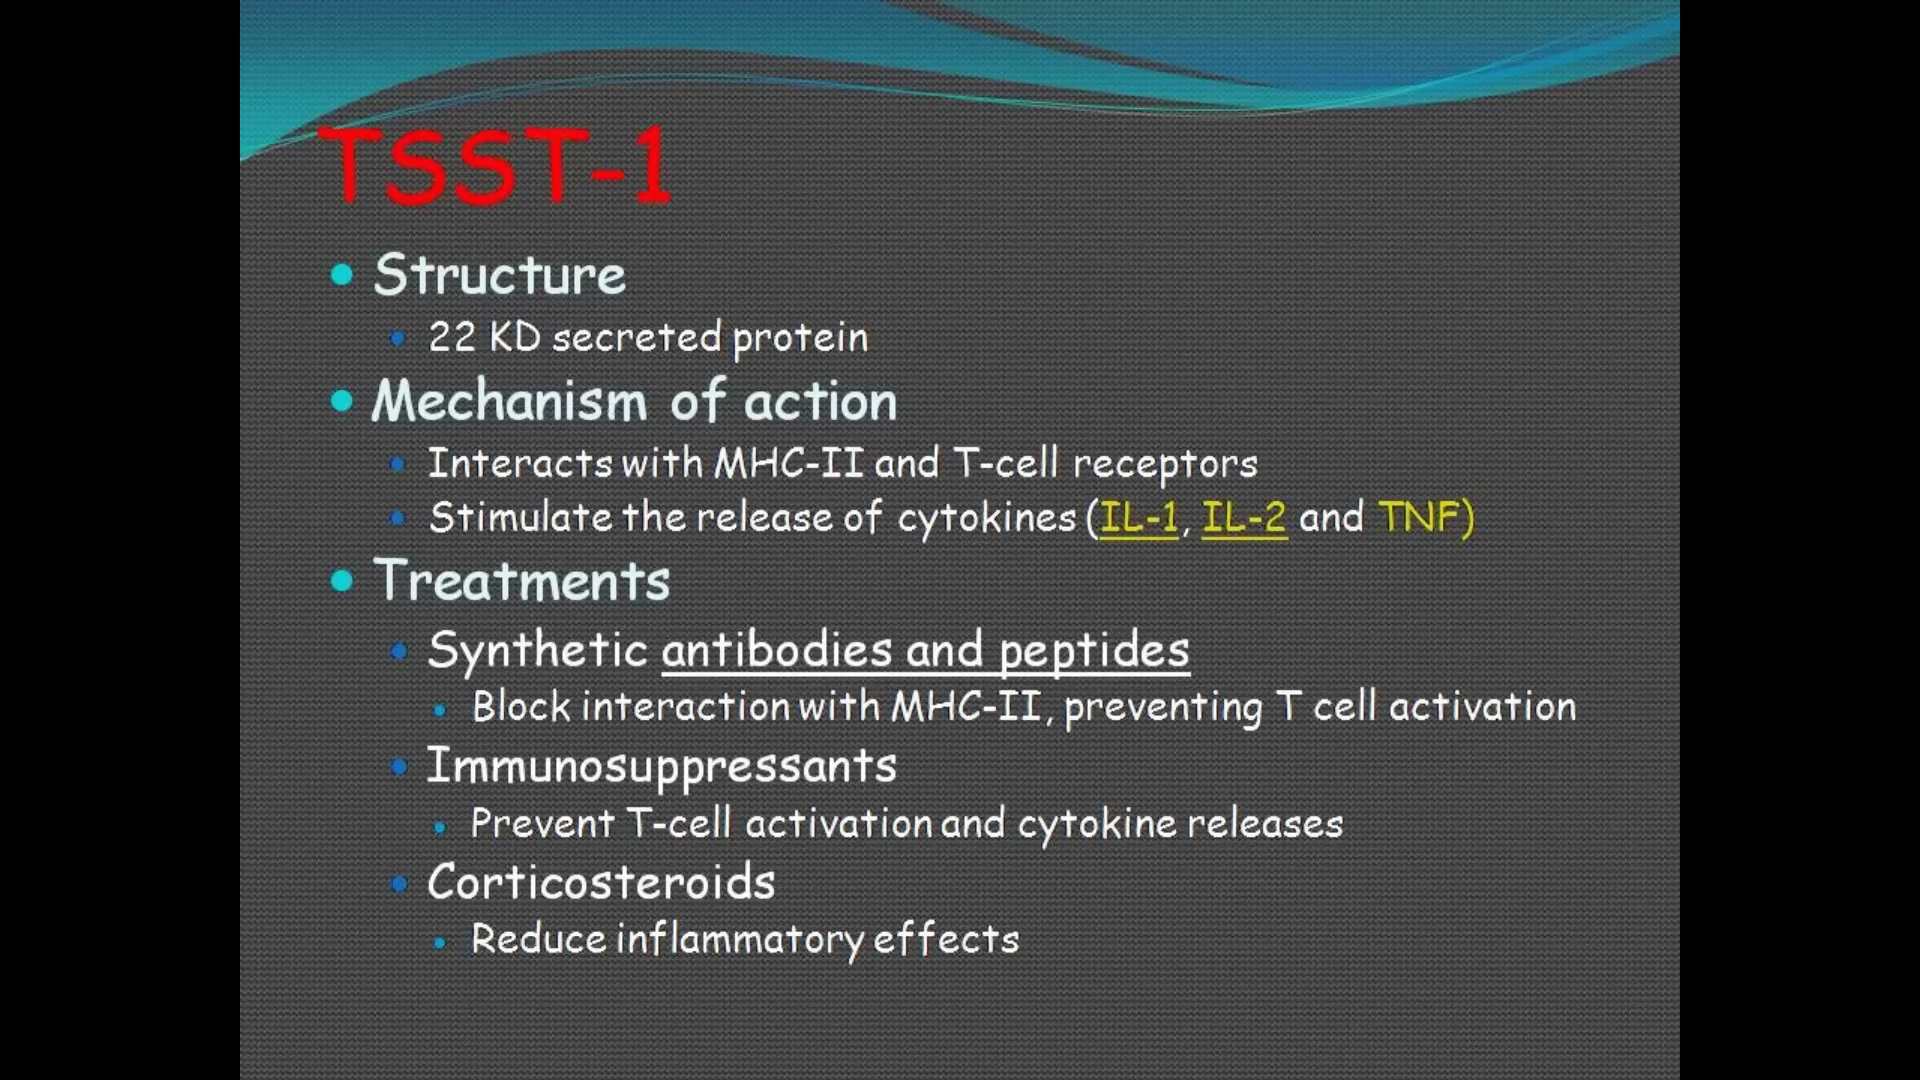 TSST-1
Structure
22 KD secreted protein
Mechanism of action
Interacts with MHC-II and T-cell receptors
Stimulate the release of cytokines (IL-1, IL-2 and TNF)
Treatments
Synthetic antibodies and peptides
Block interaction with MHC-II, preventing T cell activation
Immunosuppressants
Prevent T-cell activation and cytokine releases
Corticosteroids
Reduce inflammatory effects